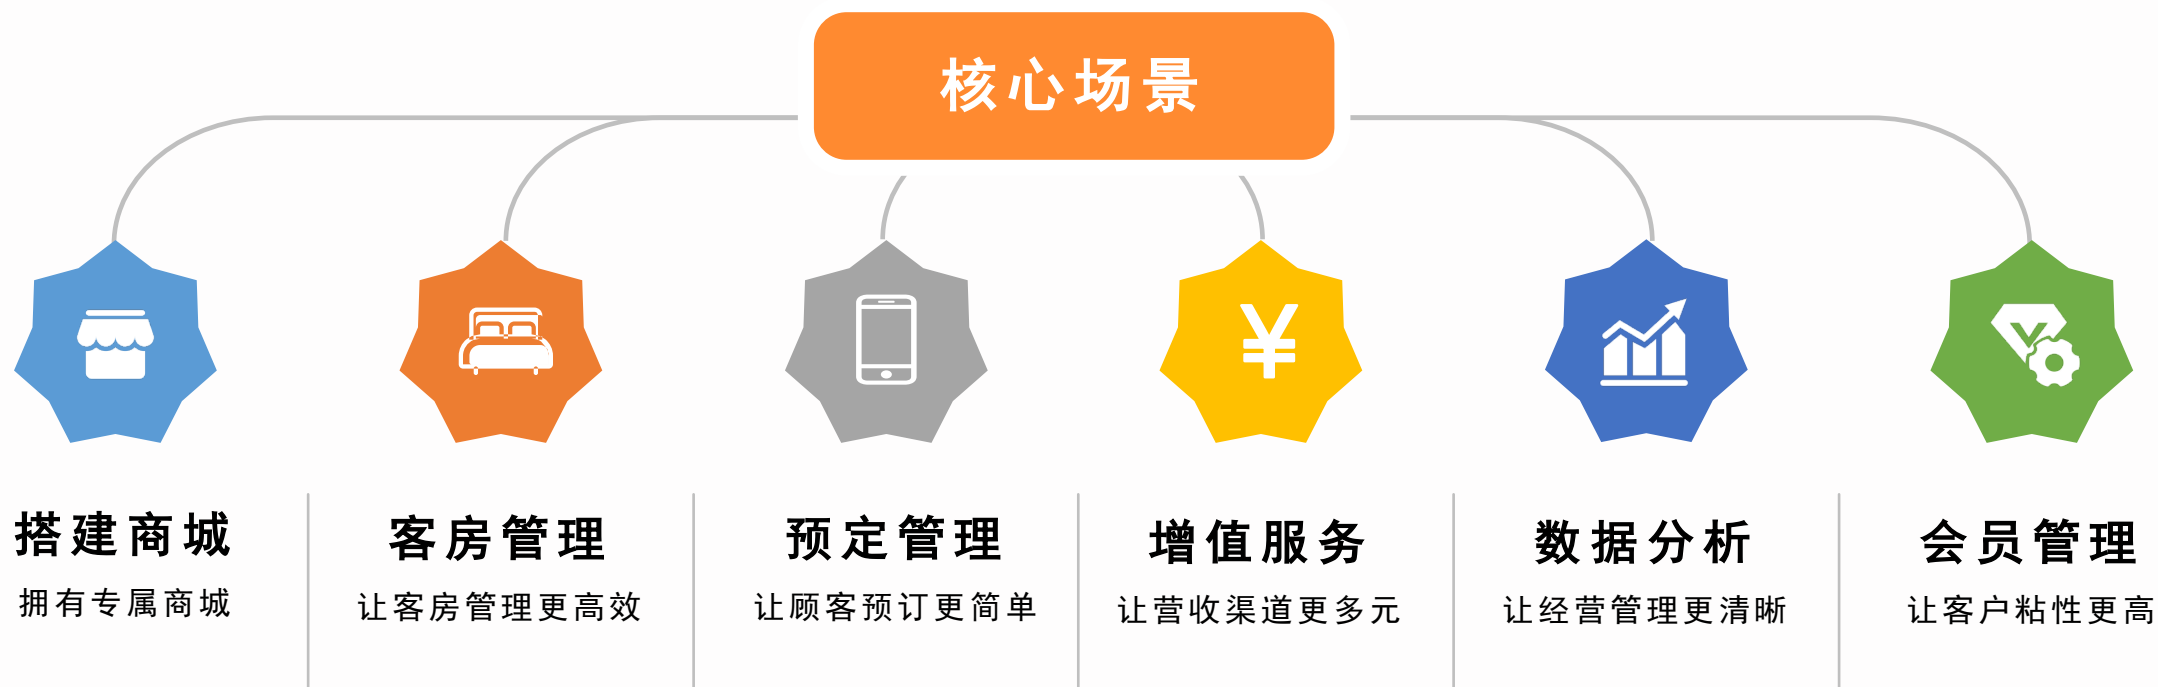 核心场景
搭建商城
拥有专属商城
客房管理
让客房管理更高效
预定管理
让顾客预订更简单
增值服务
让营收渠道更多元
数据分析
让经营管理更清晰
会员管理
让客户粘性更高